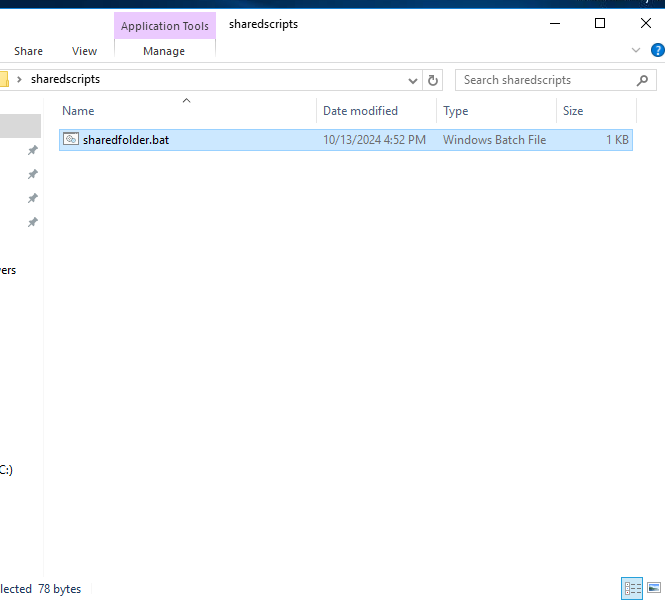 Application Tools
sharedscripts
Share
View
Manage
?
sharedscripts
Search sharedscripts
Name
Date modified
Type
Size
sharedfolder.bat
10/13/2024 4:52 PM
Windows Batch File
1 KB
vers
C:)
lected 78 bytes